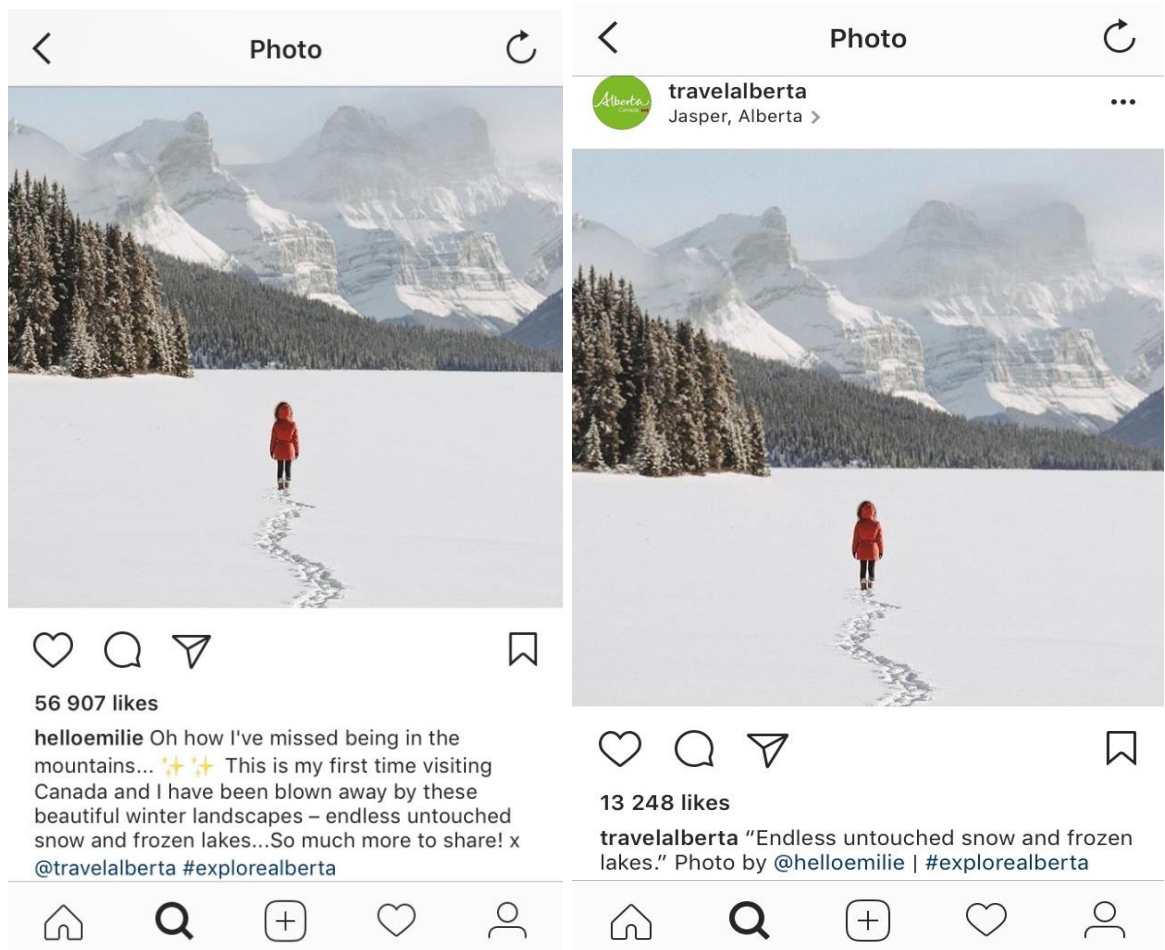 Photo
56 907 likes
helloemilie Oh how I've missed being in the
mountains... ✨ ✨ This is my first time visiting
Canada and I have been blown away by these
beautiful winter landscapes – endless untouched
snow and frozen lakes...So much more to share! x
@travelalberta #explorealberta
Photo
Alberta
travelalberta
Jasper, Alberta >
13 248 likes
travelalberta “Endless untouched snow and frozen
lakes.” Photo by @helloemilie | #explorealberta